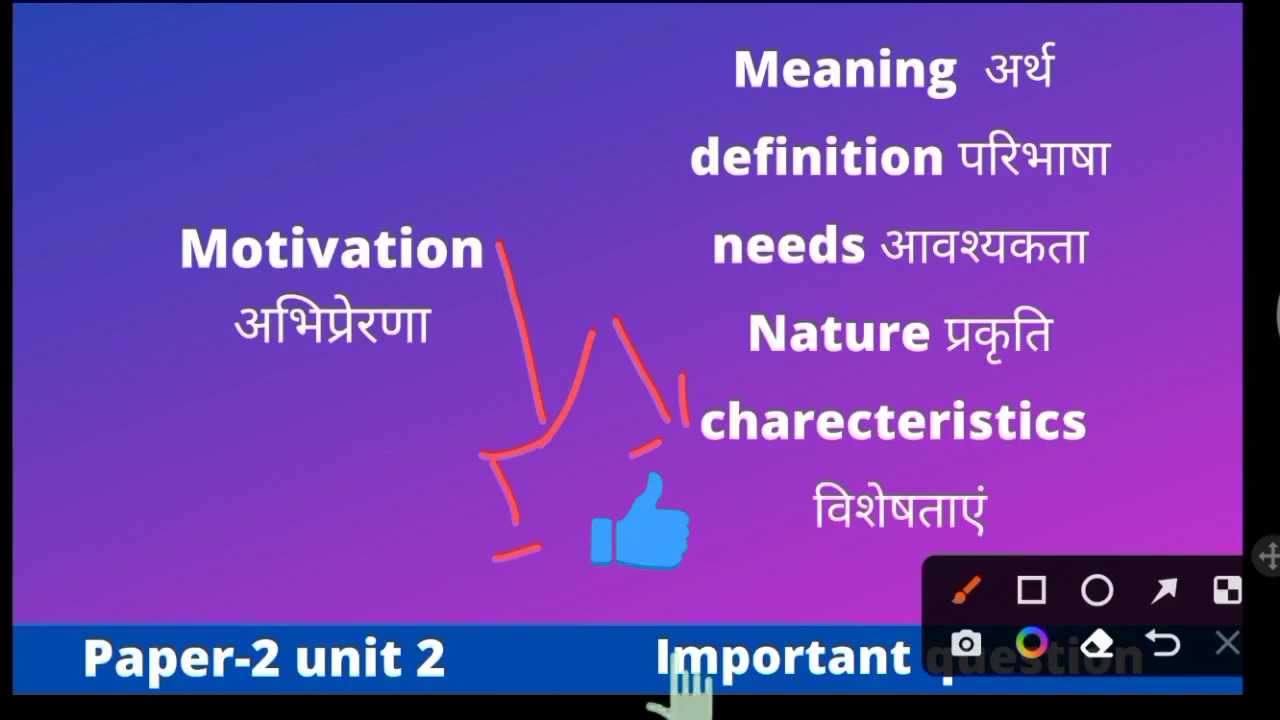 Motivation
अभिप्रेरणा
Meaning अर्थ
definition परिभाषा
needs आवश्यकता
Nature प्रकृति
charecteristics
विशेषताएं
Paper-2 unit 2
Important question